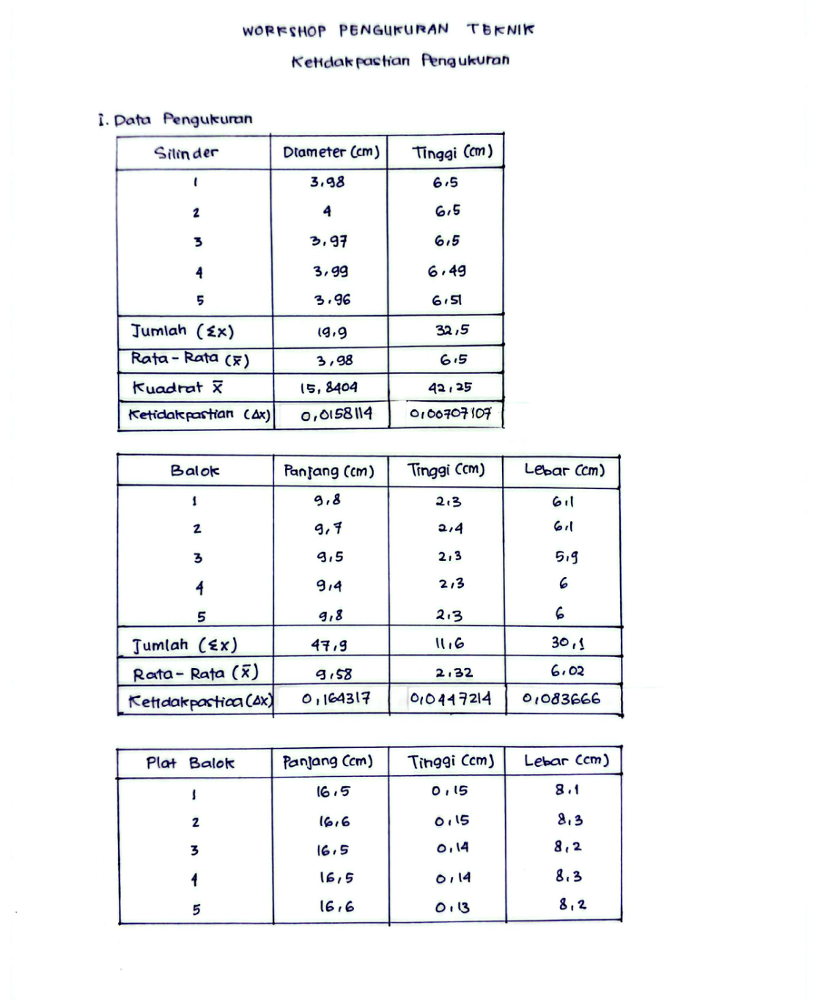 WORKSHOP PENGUKURAN TEKNIK
Ketidakpastian Pengukuran
1. Data Pengukuran
Silinder Diameter (cm) Tinggi (cm)
1 3,98 6,5
2 4 6,5
3 3,97 6,5
4 3,99 6,49
5 3,96 6,51
Jumlah (Σx) 19,9 32,5
Rata-Rata (x̄) 3,98 6,5
Kuadrat x̄ 15,8404 42,25
Ketidakpastian (Δx) 0,0158114 0,00707107
Balok Panjang (cm) Tinggi (cm) Lebar (cm)
1 9,8 2,3 6,1
2 9,7 2,4 6,1
3 9,5 2,3 5,9
4 9,4 2,3 6
5 9,8 2,3 6
Jumlah (Σx) 47,9 11,6 30,1
Rata-Rata (x̄) 9,58 2,32 6,02
Ketidakpastian (Δx) 0,164317 0,0447214 0,083666
Plat Balok Panjang (cm) Tinggi (cm) Lebar (cm)
1 16,5 0,15 8,1
2 16,6 0,15 8,3
3 16,5 0,14 8,2
4 16,5 0,14 8,3
5 16,6 0,13 8,2